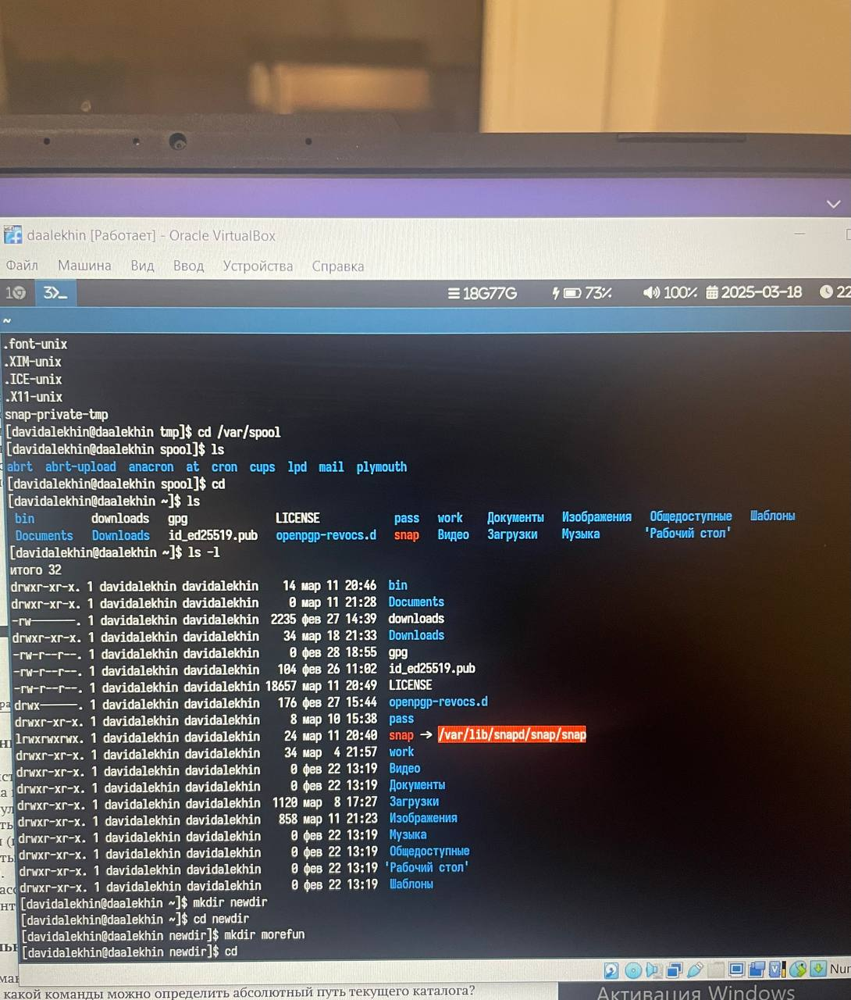 daalekhin [Работает] - Oracle VirtualBox
Файл Машина Вид Ввод Устройства Справка
1 3 18G77G 73% 100% 2025-03-18 22
~
.font-unix
.XIM-unix
.ICE-unix
.X11-unix
snap-private-tmp
[davidalekhin@daalekhin tmp]$ cd /var/spool
[davidalekhin@daalekhin spool]$ ls
abrt abrt-upload anacron at cron cups lpd mail plymouth
[davidalekhin@daalekhin spool]$ cd
[davidalekhin@daalekhin ~]$ ls
bin downloads gpg LICENSE pass work Документы Изображения Общедоступные Шаблоны
Documents Downloads id_ed25519.pub openpgp-revocs.d snap Видео Загрузки Музыка 'Рабочий стол'
[davidalekhin@daalekhin ~]$ ls -l
итого 32
drwxr-xr-x. 1 davidalekhin davidalekhin 14 мар 11 20:46 bin
drwxr-xr-x. 1 davidalekhin davidalekhin 0 мар 11 21:28 Documents
-rw-------. 1 davidalekhin davidalekhin 2235 фев 27 14:39 downloads
drwxr-xr-x. 1 davidalekhin davidalekhin 34 мар 18 21:33 Downloads
-rw-r--r--. 1 davidalekhin davidalekhin 0 фев 28 18:55 gpg
-rw-r--r--. 1 davidalekhin davidalekhin 104 фев 26 11:02 id_ed25519.pub
-rw-r--r--. 1 davidalekhin davidalekhin 18657 мар 11 20:49 LICENSE
drwx------. 1 davidalekhin davidalekhin 176 фев 27 15:44 openpgp-revocs.d
drwxr-xr-x. 1 davidalekhin davidalekhin 8 мар 10 15:38 pass
lrwxrwxrwx. 1 davidalekhin davidalekhin 24 мар 11 20:40 snap -> /var/lib/snapd/snap/snap
drwxr-xr-x. 1 davidalekhin davidalekhin 34 мар 4 21:57 work
drwxr-xr-x. 1 davidalekhin davidalekhin 0 фев 22 13:19 Видео
drwxr-xr-x. 1 davidalekhin davidalekhin 0 фев 22 13:19 Документы
drwxr-xr-x. 1 davidalekhin davidalekhin 1120 мар 8 17:27 Загрузки
drwxr-xr-x. 1 davidalekhin davidalekhin 858 мар 11 21:23 Изображения
drwxr-xr-x. 1 davidalekhin davidalekhin 0 фев 22 13:19 Музыка
drwxr-xr-x. 1 davidalekhin davidalekhin 0 фев 22 13:19 Общедоступные
drwxr-xr-x. 1 davidalekhin davidalekhin 0 фев 22 13:19 'Рабочий стол'
drwxr-xr-x. 1 davidalekhin davidalekhin 0 фев 22 13:19 Шаблоны
[davidalekhin@daalekhin ~]$ mkdir newdir
[davidalekhin@daalekhin ~]$ cd newdir
[davidalekhin@daalekhin newdir]$ mkdir morefun
[davidalekhin@daalekhin newdir]$ cd
какой команды можно определить абсолютный путь текущего каталога?
Активация Windows